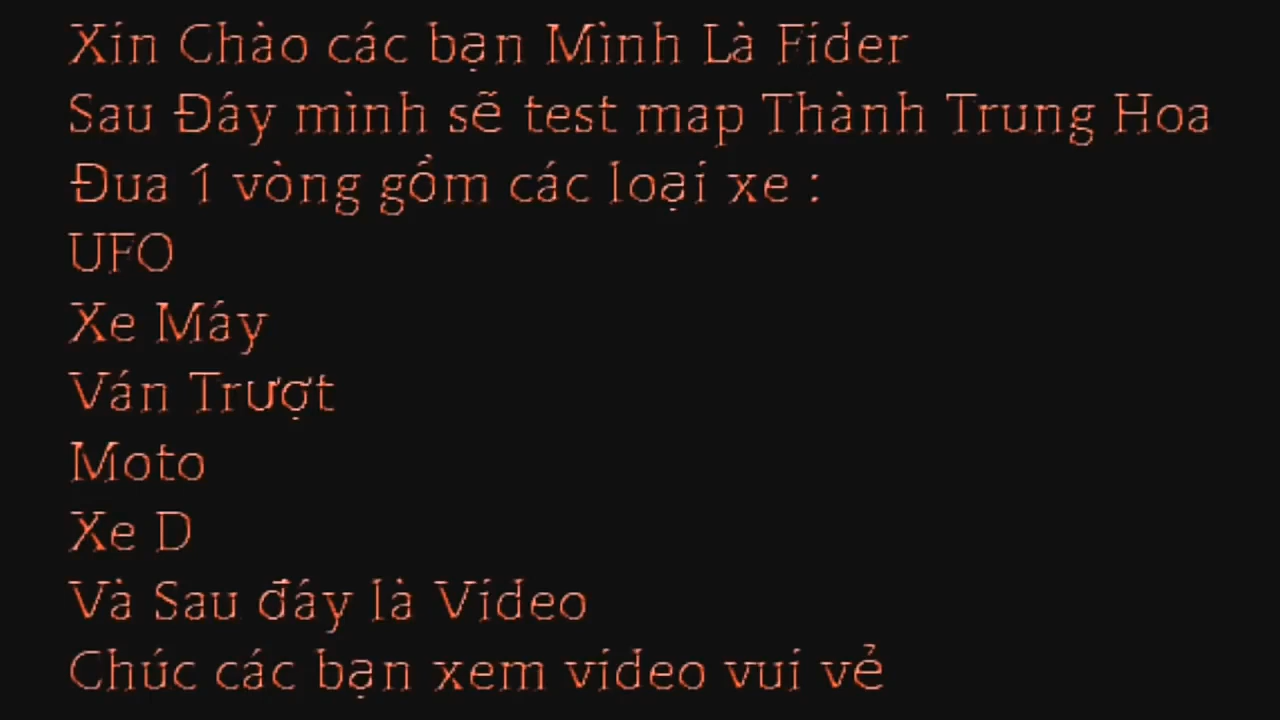 Xin Chào các bạn Mình Là Fider
Sau Đáy mình sẽ test map Thành Trung Hoa
Đua 1 vòng gồm các loại xe :
UFO
Xe Máy
Ván Trượt
Moto
Xe D
Và Sau đáy là Video
Chúc các bạn xem video vui vẻ